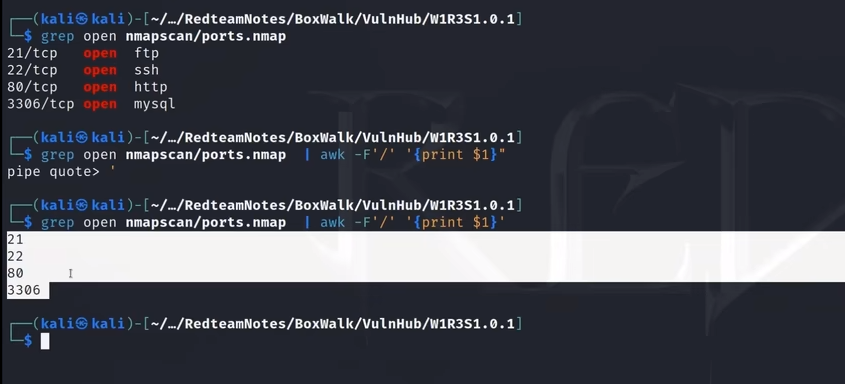 ┌──(kali㉿kali)-[~/…/RedteamNotes/BoxWalk/VulnHub/W1R3S1.0.1]
└─$ grep open nmapscan/ports.nmap
21/tcp   open  ftp
22/tcp   open  ssh
80/tcp   open  http
3306/tcp open  mysql
┌──(kali㉿kali)-[~/…/RedteamNotes/BoxWalk/VulnHub/W1R3S1.0.1]
└─$ grep open nmapscan/ports.nmap  | awk -F'/' '{print $1}"
pipe quote> '
┌──(kali㉿kali)-[~/…/RedteamNotes/BoxWalk/VulnHub/W1R3S1.0.1]
└─$ grep open nmapscan/ports.nmap  | awk -F'/' '{print $1}'
21
22
80
3306
┌──(kali㉿kali)-[~/…/RedteamNotes/BoxWalk/VulnHub/W1R3S1.0.1]
└─$